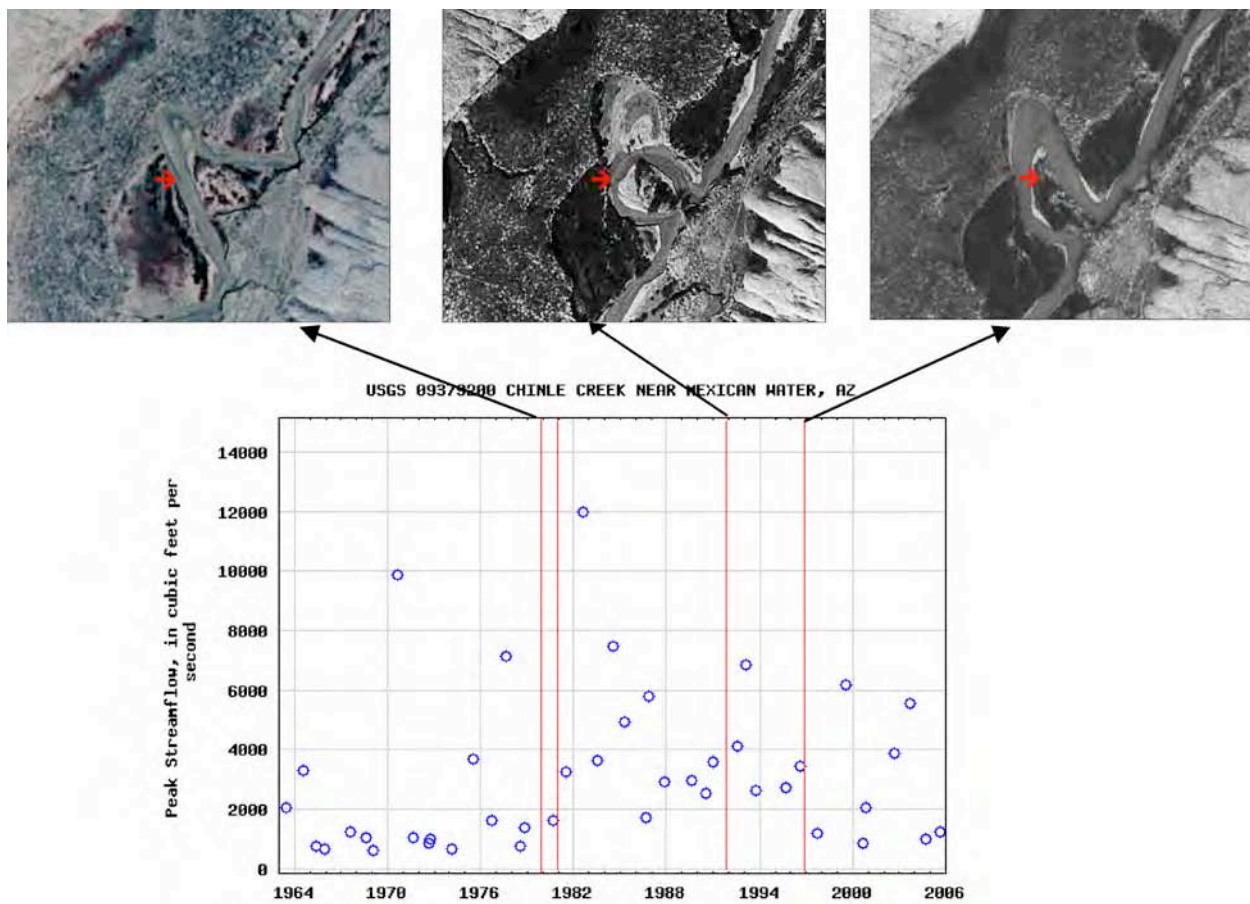 USGS 09379200 CHINLE CREEK NEAR MEXICAN WATER, AZ
Peak Streamflow, in cubic feet per
second
14000
12000
10000
8000
6000
4000
2000
0
1964 1970 1976 1982 1988 1994 2000 2006